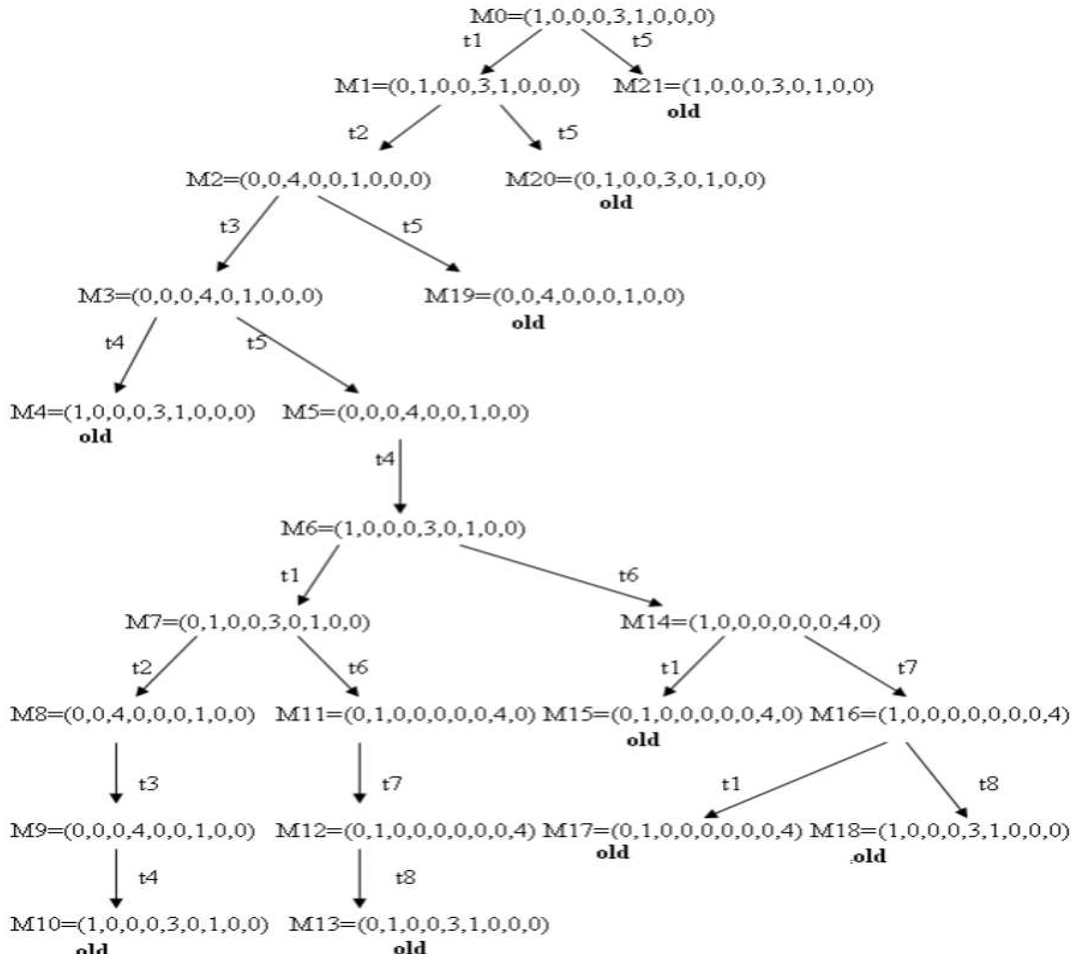 M0=(1,0,0,0,3,1,0,0,0)
t1 t5
M1=(0,1,0,0,3,1,0,0,0) M21=(1,0,0,0,3,0,1,0,0)
old
t2 t5
M2=(0,0,4,0,0,1,0,0,0) M20=(0,1,0,0,3,0,1,0,0)
old
t3 t5
M3=(0,0,0,4,0,1,0,0,0) M19=(0,0,4,0,0,0,1,0,0)
old
t4 t5
M4=(1,0,0,0,3,1,0,0,0) M5=(0,0,0,4,0,0,1,0,0)
old
t4
M6=(1,0,0,0,3,0,1,0,0)
t1 t6
M7=(0,1,0,0,3,0,1,0,0) M14=(1,0,0,0,0,0,0,4,0)
t2 t6 t1 t7
M8=(0,0,4,0,0,0,1,0,0) M11=(0,1,0,0,0,0,0,4,0) M15=(0,1,0,0,0,0,0,4,0) M16=(1,0,0,0,0,0,0,0,4)
old
t3 t7 t1 t8
M9=(0,0,0,4,0,0,1,0,0) M12=(0,1,0,0,0,0,0,0,4) M17=(0,1,0,0,0,0,0,0,4) M18=(1,0,0,0,3,1,0,0,0)
old .old
t4 t8
M10=(1,0,0,0,3,0,1,0,0) M13=(0,1,0,0,3,1,0,0,0)
old old